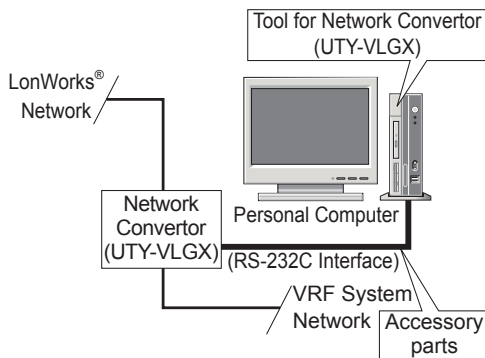 Tool for Network Convertor
(UTY-VLGX)
LonWorks®
Network
Network
Convertor
(UTY-VLGX)
Personal Computer
(RS-232C Interface)
VRF System
Network
Accessory
parts